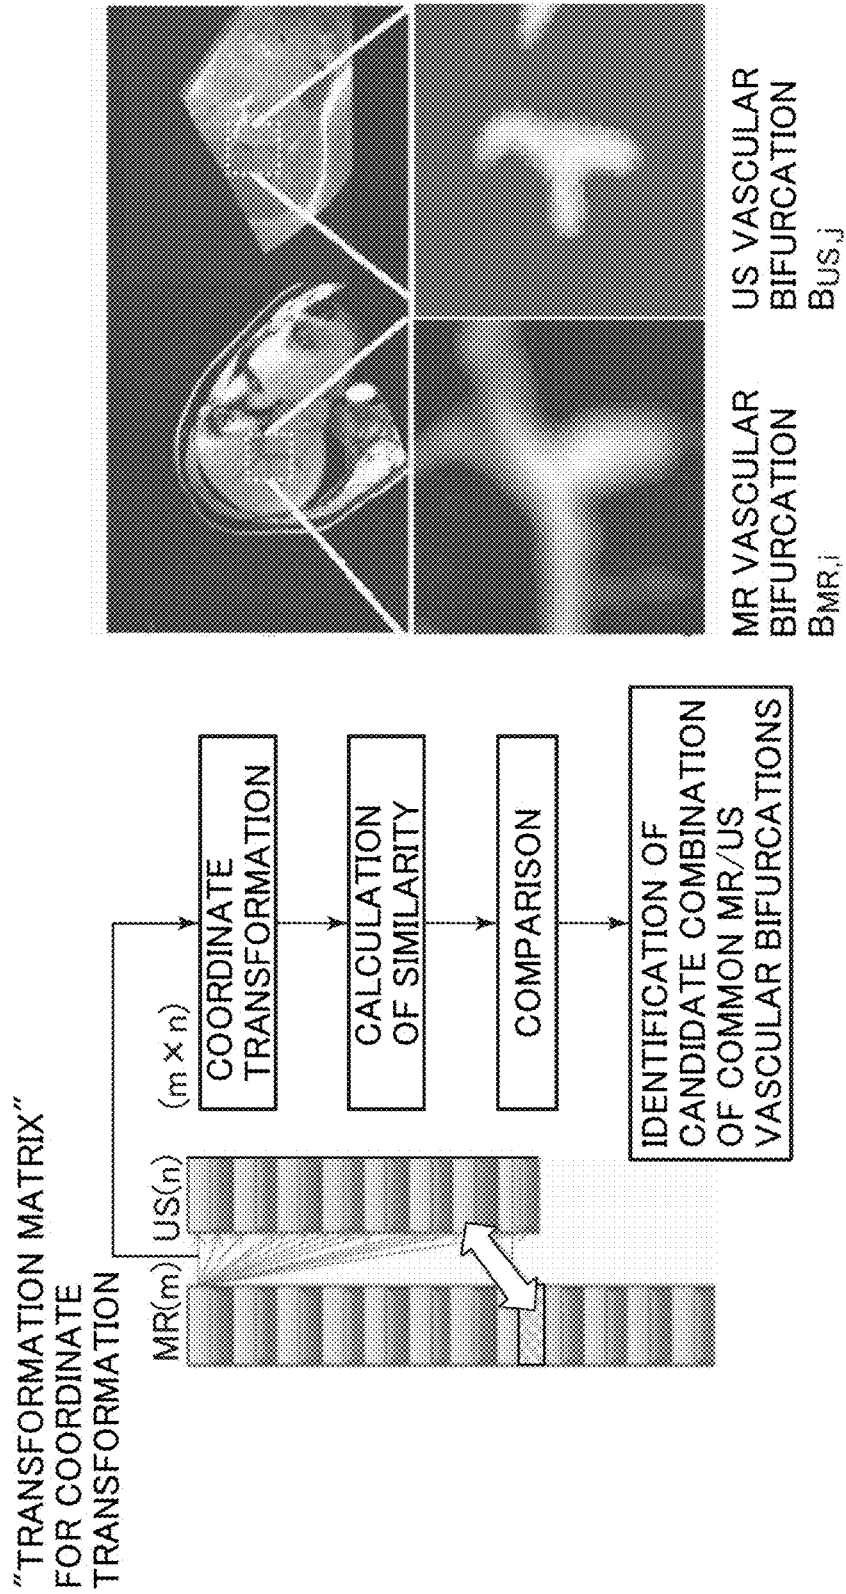 "TRANSFORMATION MATRIX"
FOR COORDINATE
TRANSFORMATION
MR(m)
US(n)
(m × n)
COORDINATE
TRANSFORMATION
CALCULATION
OF SIMILARITY
COMPARISON
IDENTIFICATION OF
CANDIDATE COMBINATION
OF COMMON MR/US
VASCULAR BIFURCATIONS
MR VASCULAR
BIFURCATION
BMR,i
US VASCULAR
BIFURCATION
BUS,j